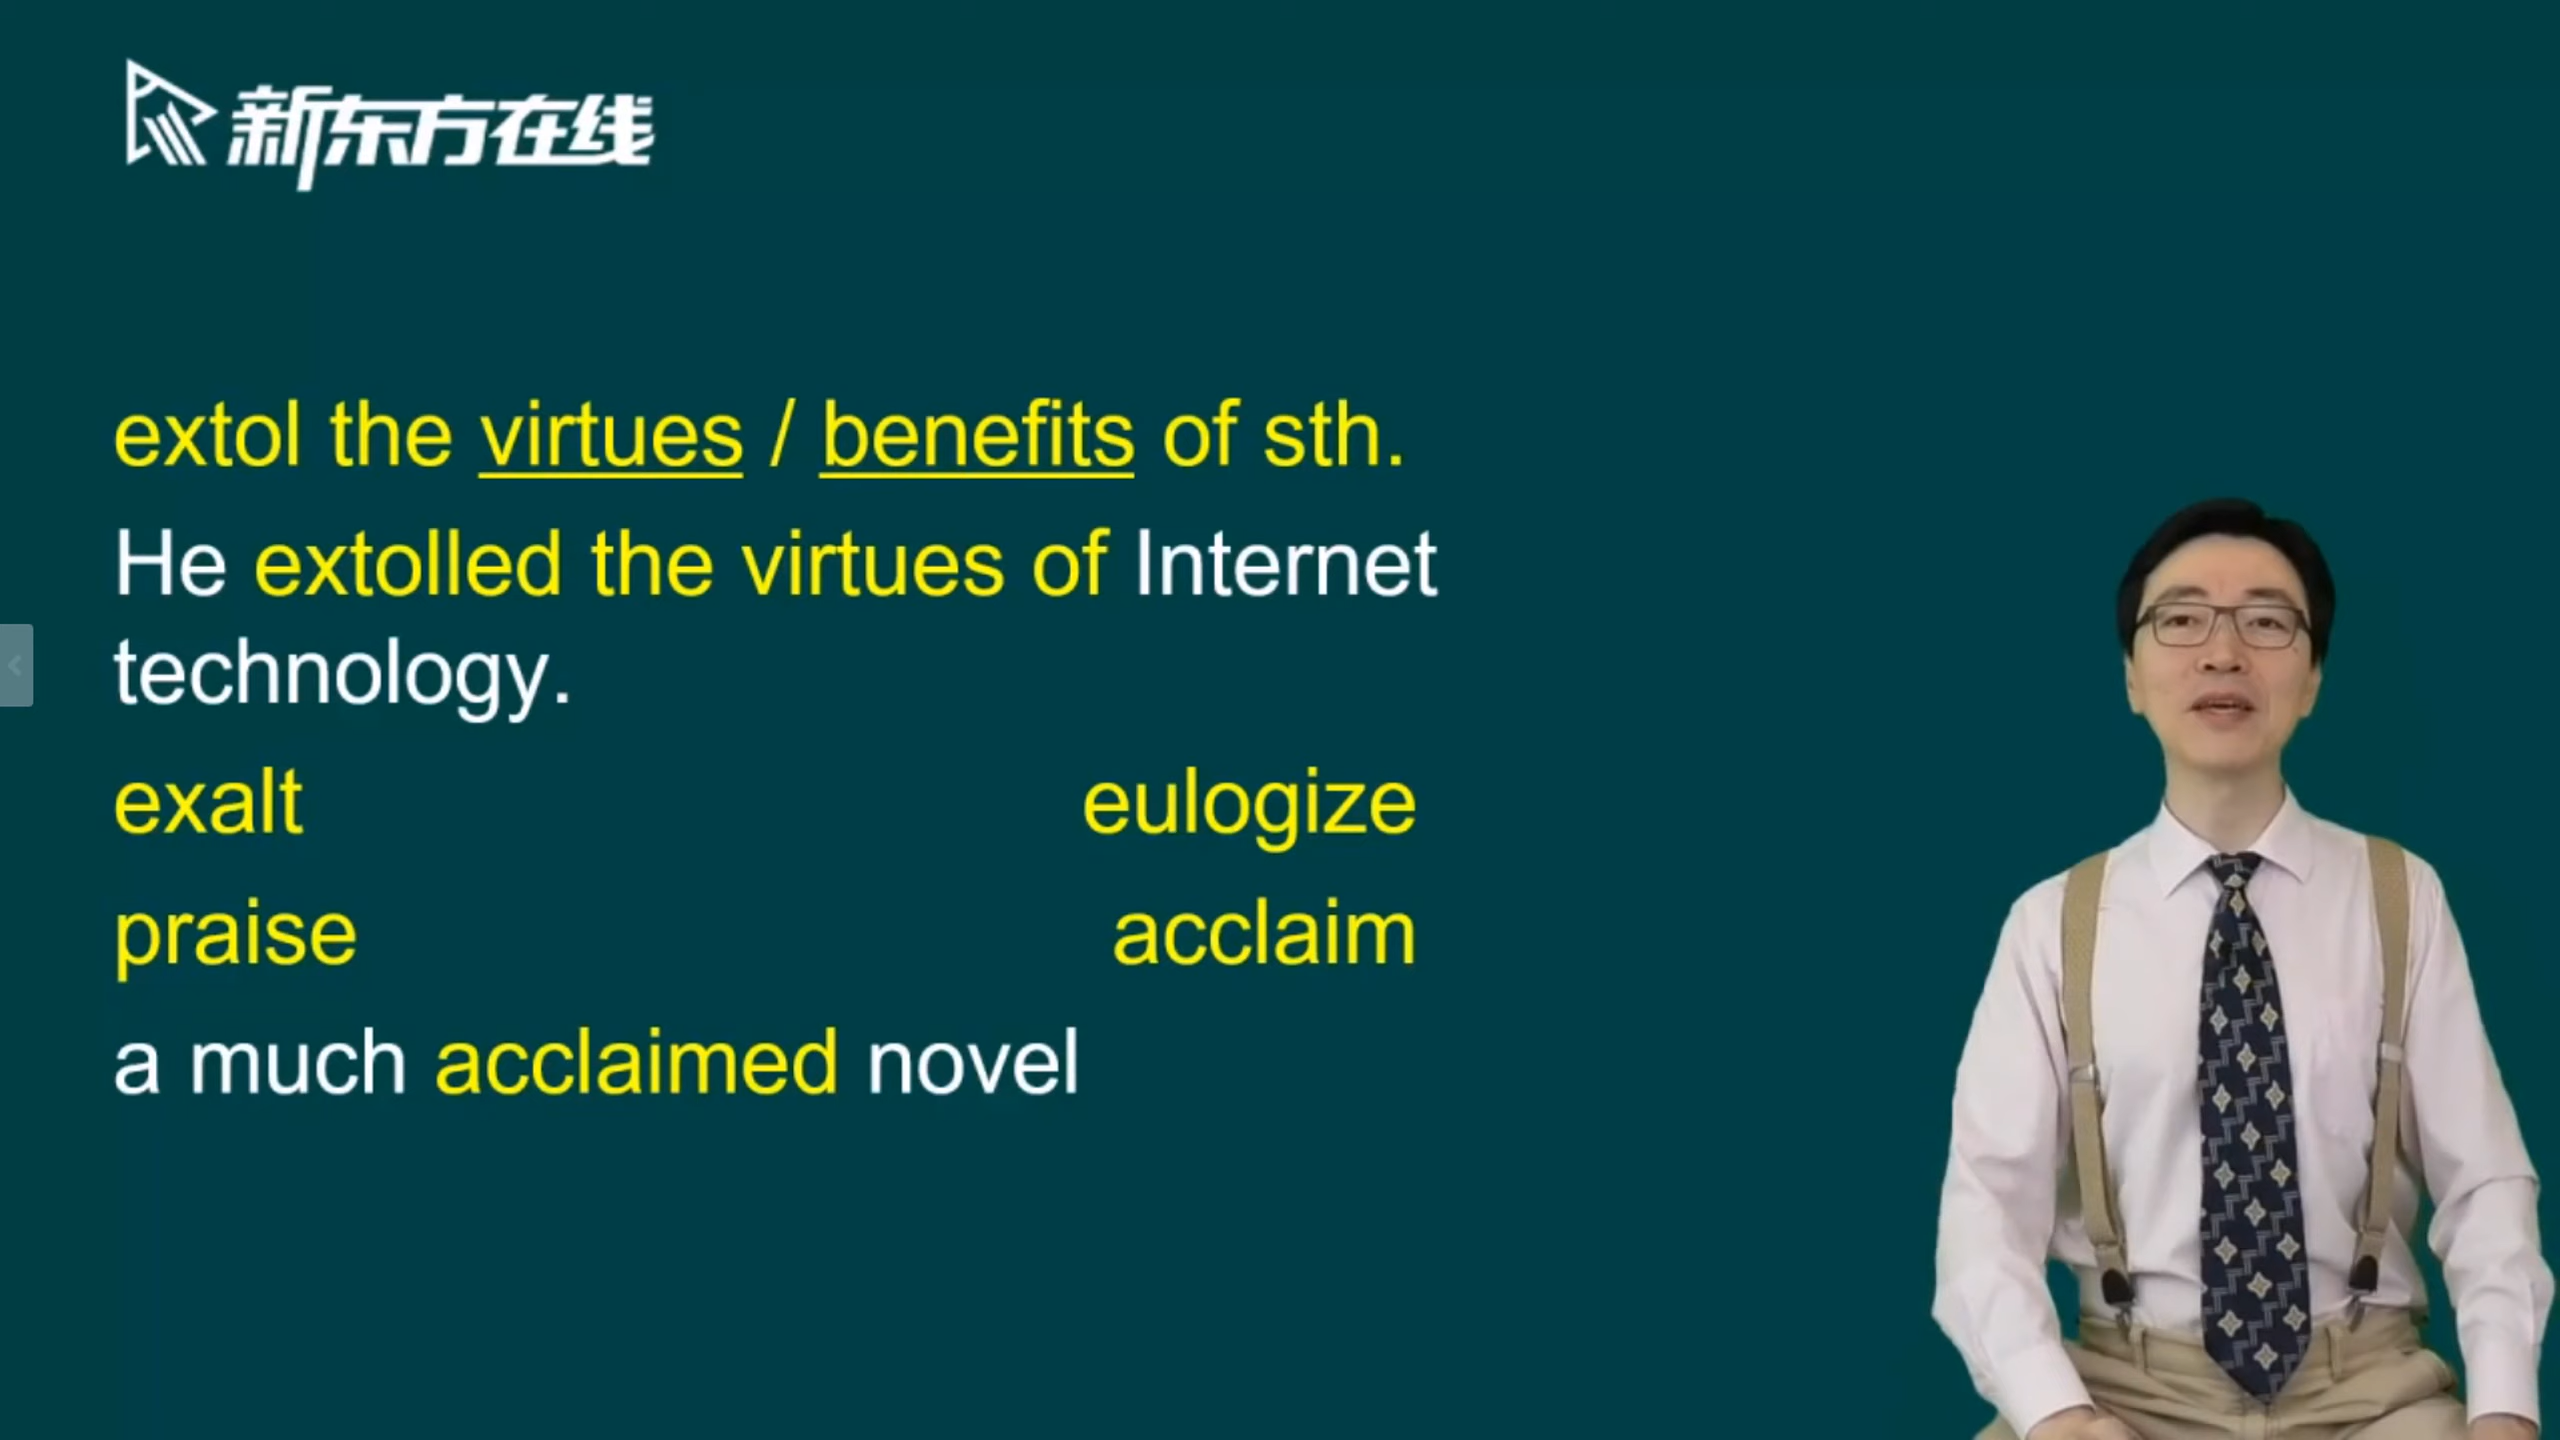 新东方在线
extol the virtues / benefits of sth.
He extolled the virtues of Internet
technology.
exalt eulogize
praise acclaim
a much acclaimed novel